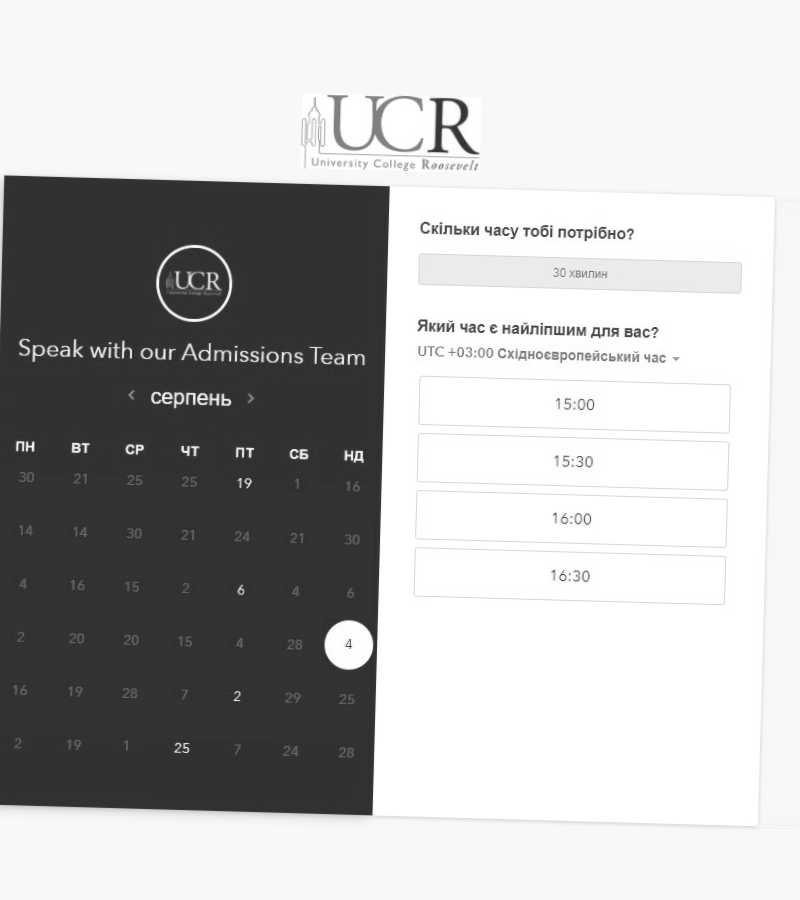 UCR
University College Roosevelt
UCR
Speak with our Admissions Team
серпень
ПН ВТ СР ЧТ ПТ СБ НД
30 21 25 25 19 1 16
14 14 30 21 24 21 30
4 16 15 2 6 4 6
2 20 20 15 4 28 4
16 19 28 7 2 29 25
2 19 1 25 7 24 28
Скільки часу тобі потрібно?
30 хвилин
Який час є найліпшим для вас?
UTC +03:00 Східноєвропейський час
15:00
15:30
16:00
16:30